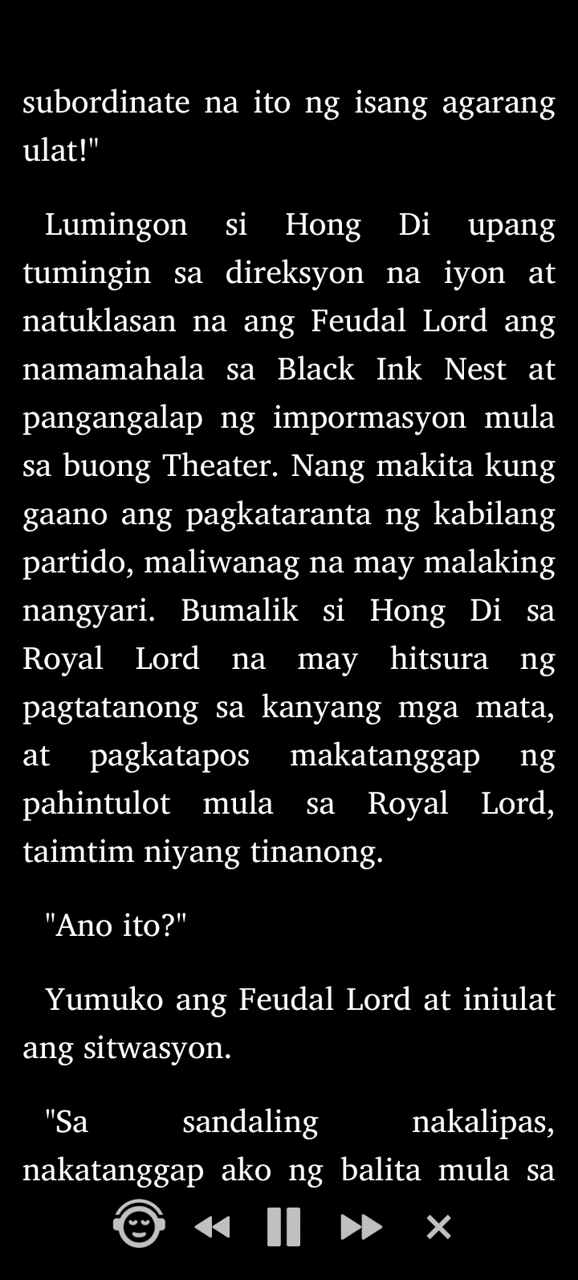 subordinate na ito ng isang agarang
ulat!"
Lumingon si Hong Di upang
tumingin sa direksyon na iyon at
natuklasan na ang Feudal Lord ang
namamahala sa Black Ink Nest at
pangangalap ng impormasyon mula
sa buong Theater. Nang makita kung
gaano ang pagkataranta ng kabilang
partido, maliwanag na may malaking
nangyari. Bumalik si Hong Di sa
Royal Lord na may hitsura ng
pagtatanong sa kanyang mga mata,
at pagkatapos makatanggap ng
pahintulot mula sa Royal Lord,
taimtim niyang tinanong.
"Ano ito?"
Yumuko ang Feudal Lord at iniulat
ang sitwasyon.
"Sa sandaling nakalipas,
nakatanggap ako ng balita mula sa